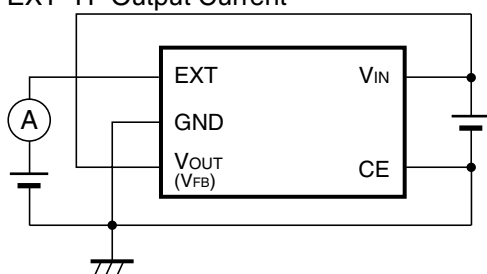 EXT "H" Output Current
EXT
VIN
A
GND
VOUT
(VFB)
CE